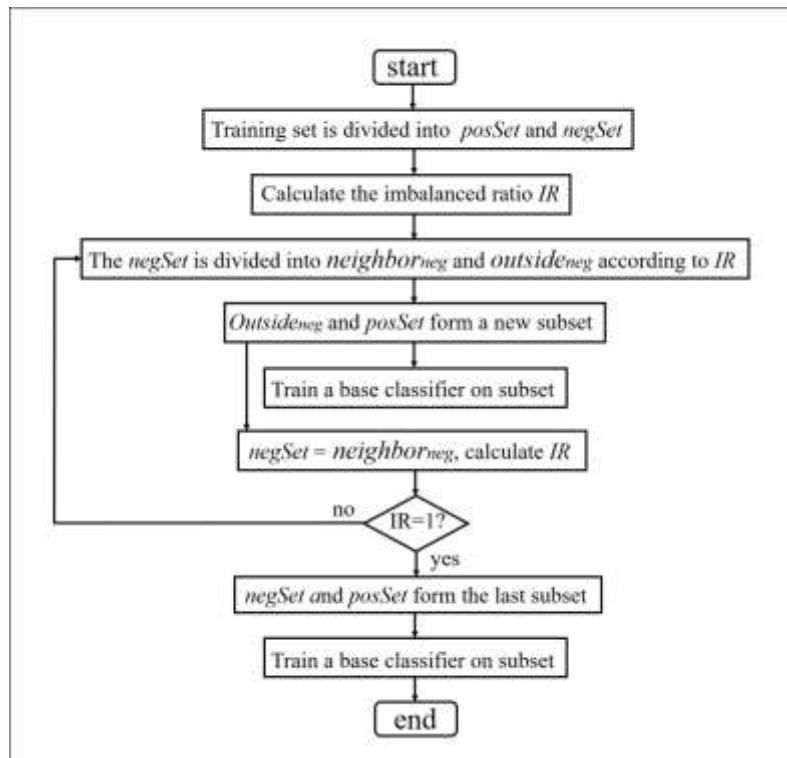 start
Training set is divided into posSet and negSet
Calculate the imbalanced ratio IR
The negSet is divided into neighborneg and outsideneg according to IR
Outsideneg and posSet form a new subset
Train a base classifier on subset
negSet = neighborneg, calculate IR
no
IR=1?
yes
negSet and posSet form the last subset
Train a base classifier on subset
end